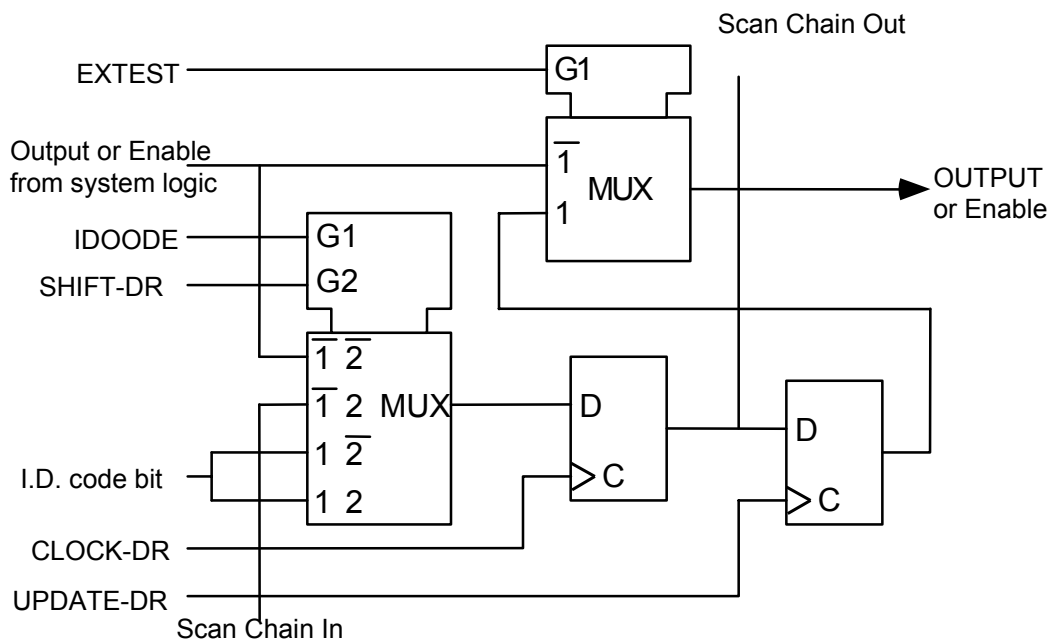 Scan Chain Out
EXTEST
G1
Output or Enable
from system logic
1̅
MUX
1
OUTPUT
or Enable
IDOODE
G1
SHIFT-DR
G2
1̅ 2̅
1̅ 2 MUX
1 2̅
1 2
D
C
D
C
I.D. code bit
CLOCK-DR
UPDATE-DR
Scan Chain In